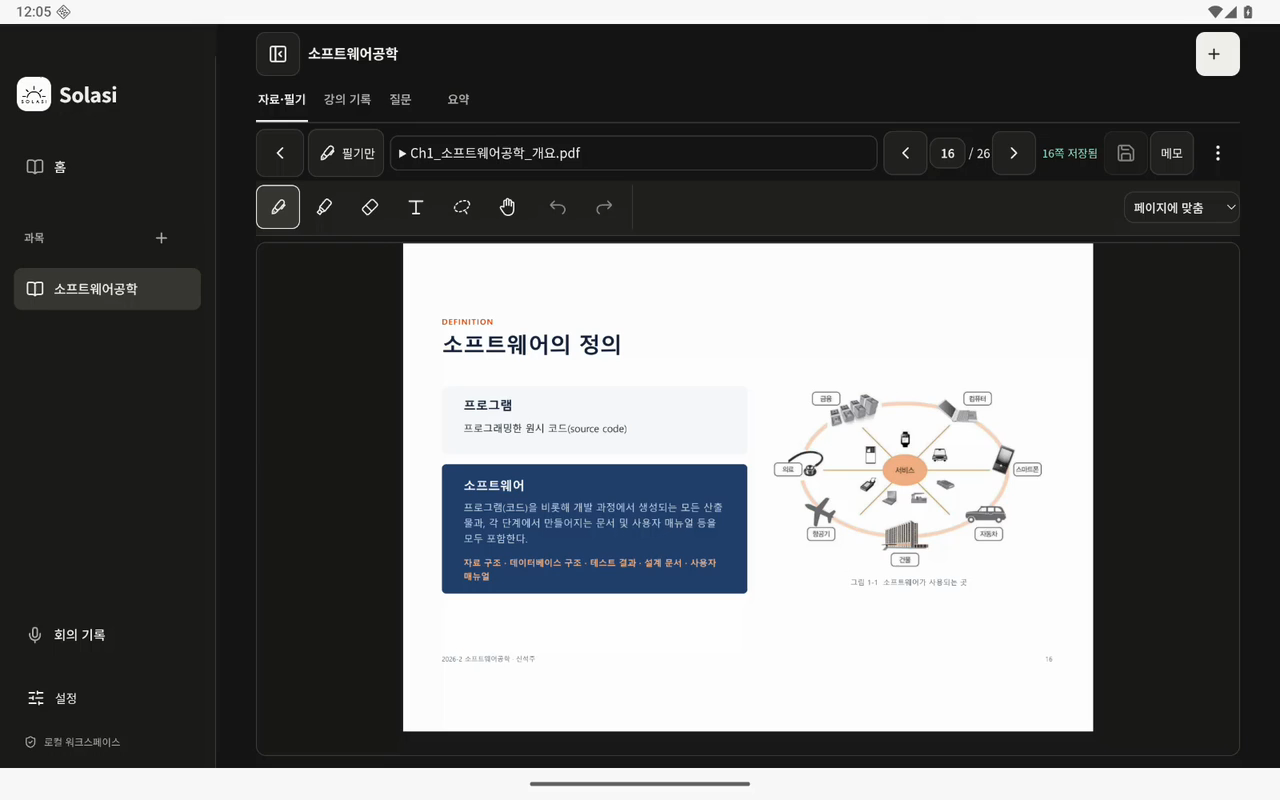 12:05
소프트웨어공학
+
SOLASI
Solasi
자료·필기
강의 기록
질문
요약
필기만
▶ Ch1_소프트웨어공학_개요.pdf
16 / 26
16쪽 저장됨
메모
홈
T
페이지에 맞춤
과목
+
소프트웨어공학
DEFINITION
소프트웨어의 정의
프로그램
프로그래밍한 원시 코드(source code)
소프트웨어
프로그램(코드)을 비롯해 개발 과정에서 생성되는 모든 산출
물과, 각 단계에서 만들어지는 문서 및 사용자 매뉴얼 등을
모두 포함한다.
자료 구조 · 데이터베이스 구조 · 테스트 결과 · 설계 문서 · 사용자
매뉴얼
금융
컴퓨터
의료
서비스
스마트폰
항공기
자동차
건물
그림 1-1 소프트웨어가 사용되는 곳
2026-2 소프트웨어공학 · 신석주
16
회의 기록
설정
로컬 워크스페이스